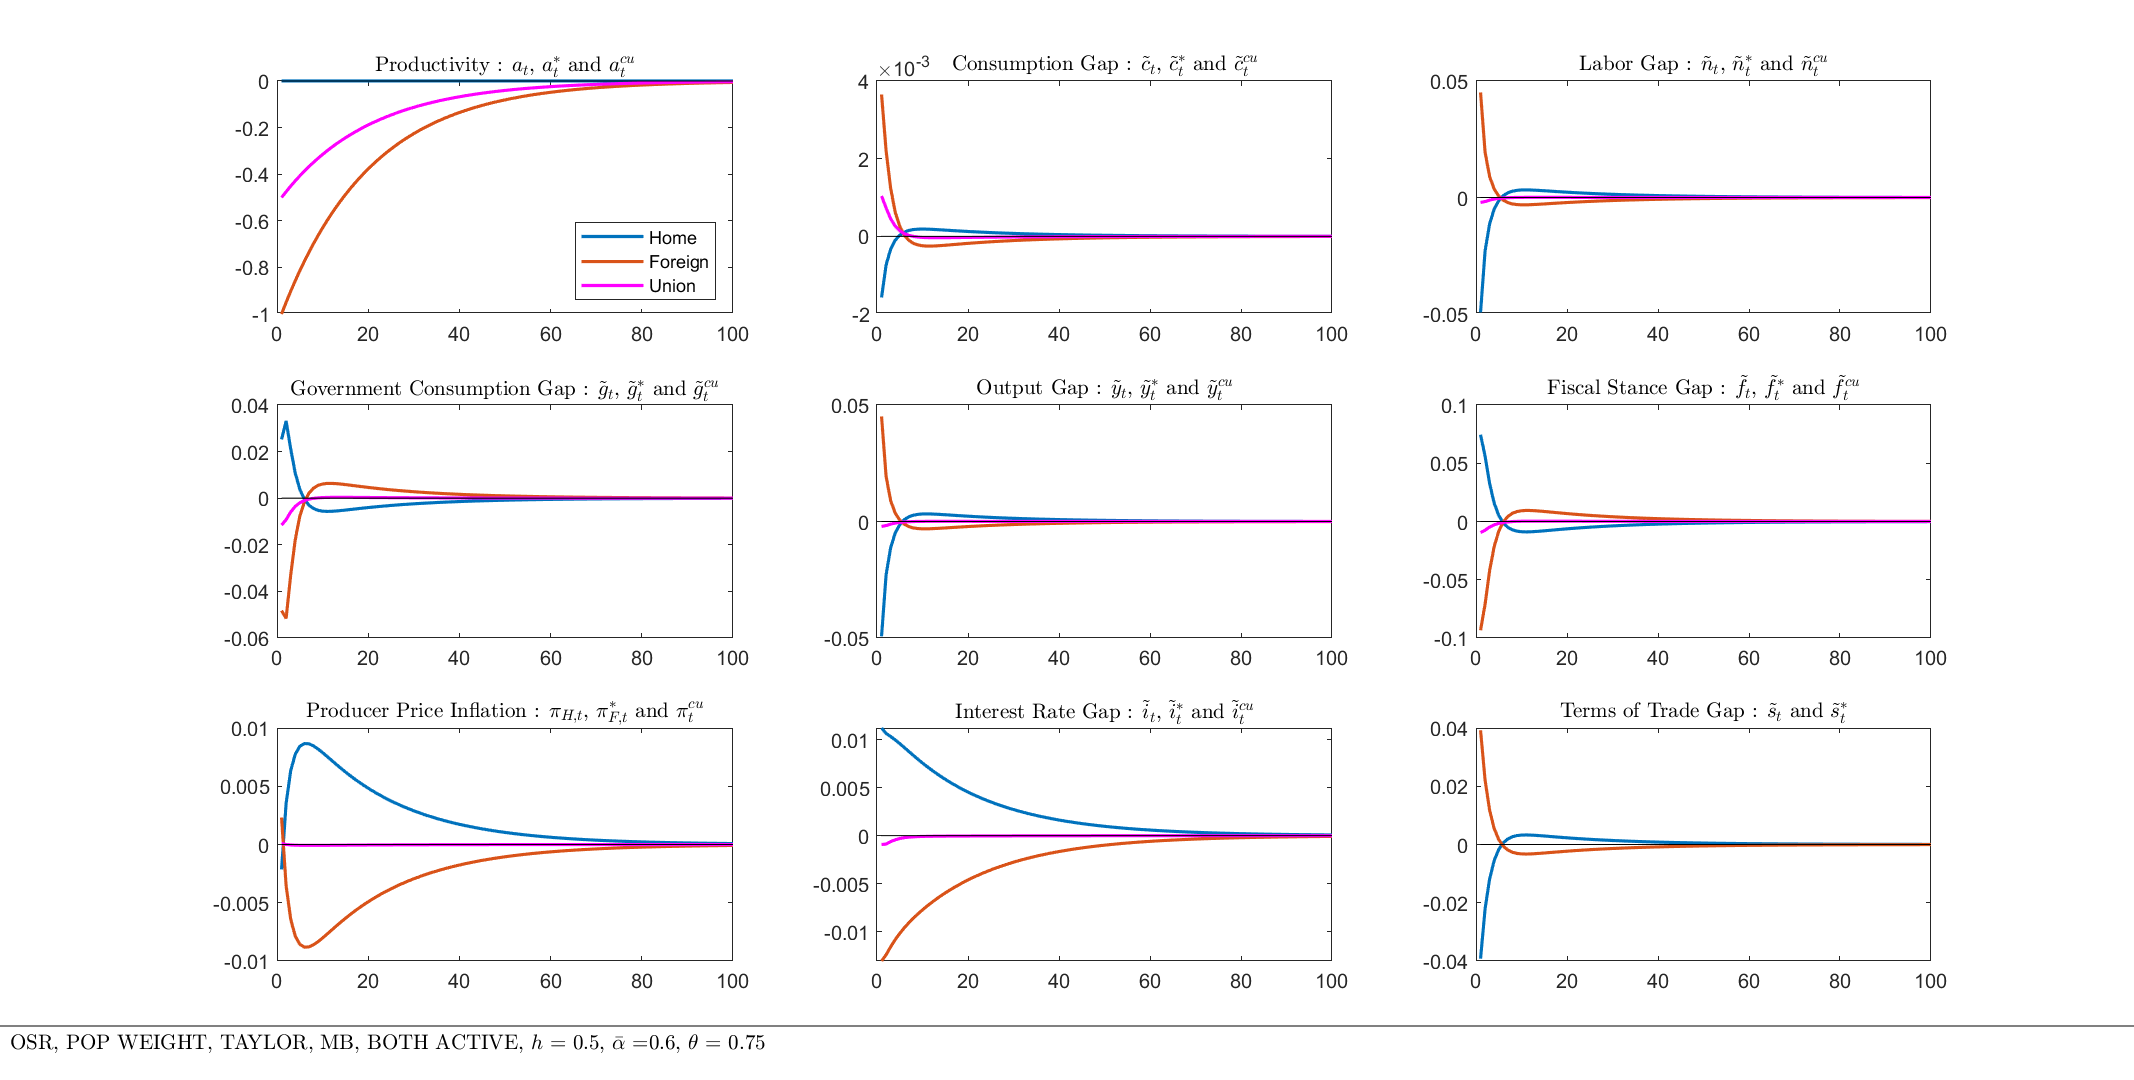 Productivity : a_t, a_t^* and a_t^{cu}
0
-0.2
-0.4
-0.6
-0.8
-1
0 20 40 60 80 100
Home
Foreign
Union
×10^{-3}
Consumption Gap : c̃_t, c̃_t^* and c̃_t^{cu}
4
2
0
-2
0 20 40 60 80 100
Labor Gap : ñ_t, ñ_t^* and ñ_t^{cu}
0.05
0
-0.05
0 20 40 60 80 100
Government Consumption Gap : g̃_t, g̃_t^* and g̃_t^{cu}
0.04
0.02
0
-0.02
-0.04
-0.06
0 20 40 60 80 100
Output Gap : ỹ_t, ỹ_t^* and ỹ_t^{cu}
0.05
0
-0.05
0 20 40 60 80 100
Fiscal Stance Gap : f̃_t, f̃_t^* and f̃_t^{cu}
0.1
0.05
0
-0.05
-0.1
0 20 40 60 80 100
Producer Price Inflation : π_{H,t}, π_{F,t}^* and π_t^{cu}
0.01
0.005
0
-0.005
-0.01
0 20 40 60 80 100
Interest Rate Gap : ĩ_t, ĩ_t^* and ĩ_t^{cu}
0.01
0.005
0
-0.005
-0.01
0 20 40 60 80 100
Terms of Trade Gap : s̃_t and s̃_t^*
0.04
0.02
0
-0.02
-0.04
0 20 40 60 80 100
OSR, POP WEIGHT, TAYLOR, MB, BOTH ACTIVE, h = 0.5, ᾱ =0.6, θ = 0.75